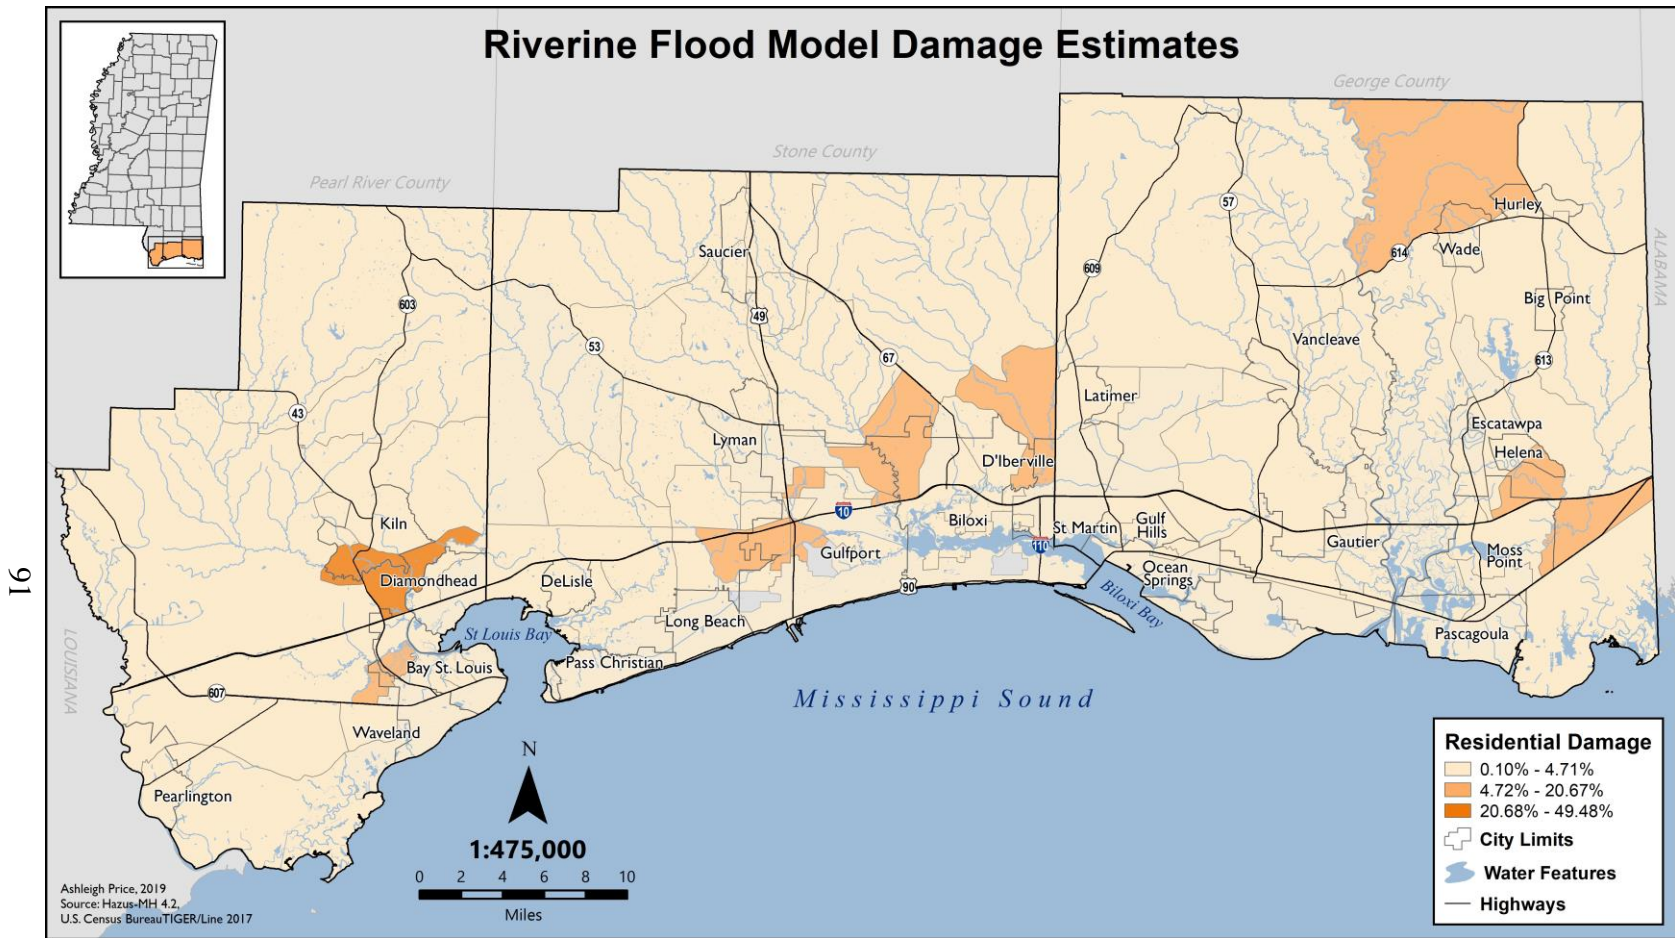 Riverine Flood Model Damage Estimates
George County
Stone County
Pearl River County
ALABAMA
LOUISIANA
57
Hurley
614
Wade
Saucier
609
603
49
Big Point
53
Vancleave
67
613
43
Latimer
Escatawpa
Lyman
Helena
D'Iberville
10
Kiln
Biloxi
St Martin
Gulf
Hills
110
Gulfport
Gautier
Moss
Point
Diamondhead
DeLisle
90
Ocean
Springs
Biloxi Bay
Long Beach
St Louis Bay
Pascagoula
Bay St. Louis
Pass Christian
607
Mississippi Sound
Waveland
Pearlington
N
1:475,000
0 2 4 6 8 10
Miles
Residential Damage
0.10% - 4.71%
4.72% - 20.67%
20.68% - 49.48%
City Limits
Water Features
Highways
Ashleigh Price, 2019
Source: Hazus-MH 4.2,
U.S. Census BureauTIGER/Line 2017
91